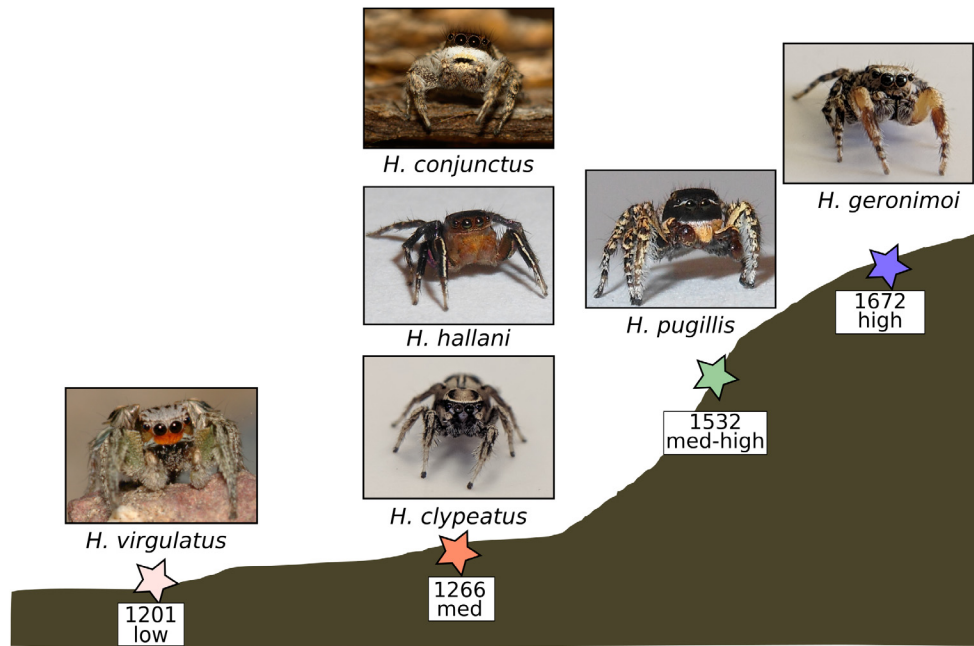 H. conjunctus
H. geronimoi
H. hallani
H. pugillis
H. clypeatus
H. virgulatus
1672
high
1532
med-high
1266
med
1201
low